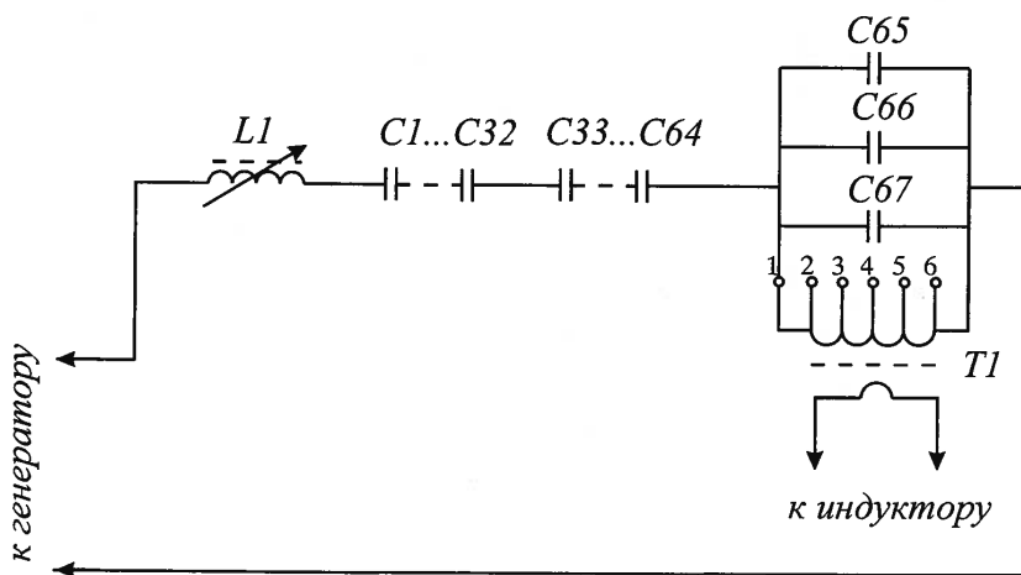 C65
C66
C67
L1
C1...C32
C33...C64
1 2 3 4 5 6
T1
к генератору
к индуктору